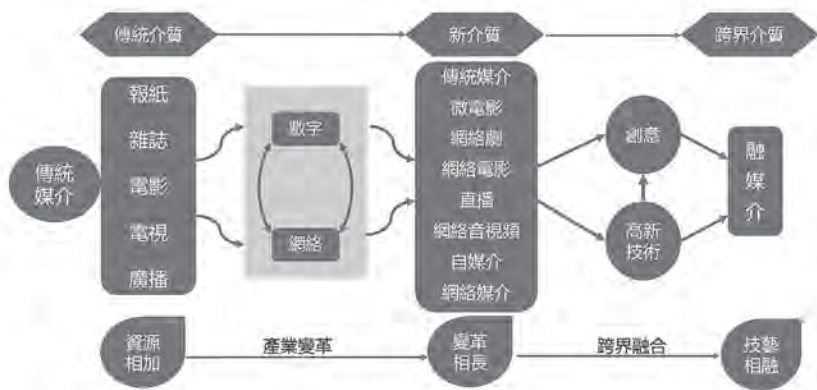 傳統介質
新介質
跨界介質
傳統
媒介
報紙
雜誌
電影
電視
廣播
數字
網絡
傳統媒介
微電影
網絡劇
網絡電影
直播
網絡音視頻
自媒介
網絡媒介
創意
高新
技術
融
媒
介
資源
相加
產業變革
變革
相長
跨界融合
技藝
相融